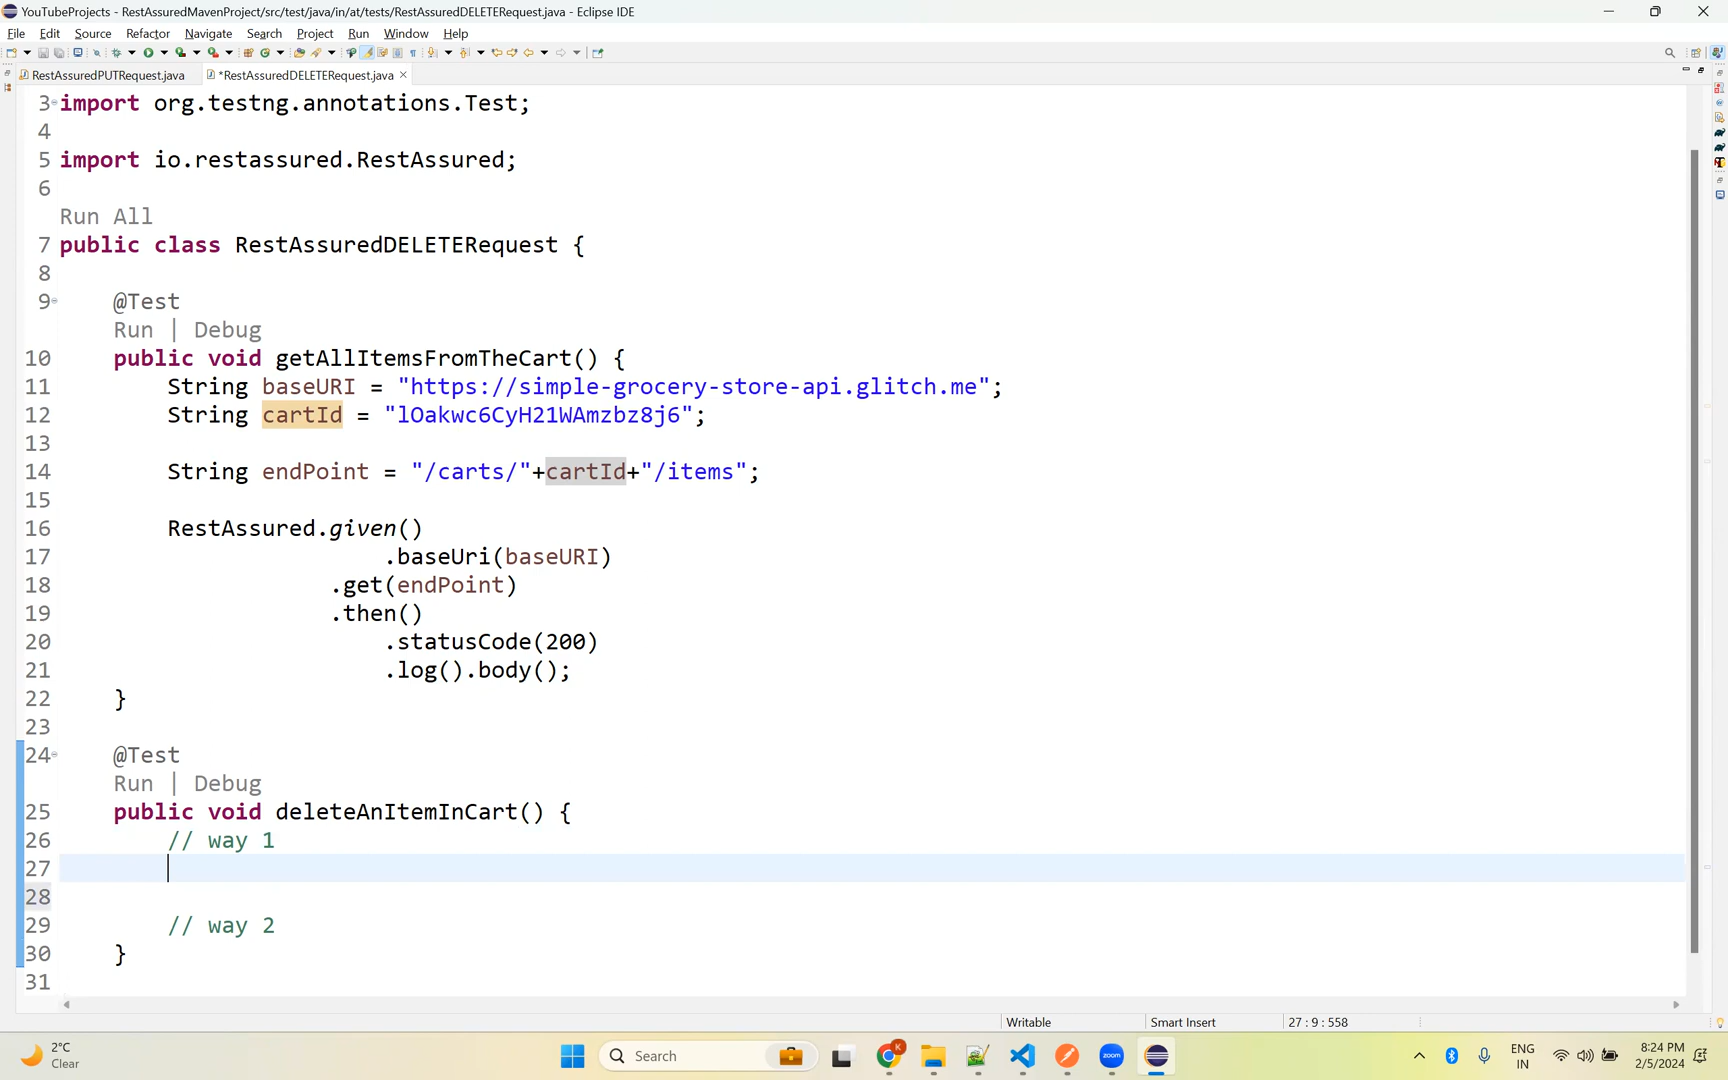 YouTubeProjects - RestAssuredMavenProject/src/test/java/in/at/tests/RestAssuredDELETERequest.java - Eclipse IDE
File Edit Source Refactor Navigate Search Project Run Window Help
RestAssuredPUTRequest.java *RestAssuredDELETERequest.java
3 import org.testng.annotations.Test;
4
5 import io.restassured.RestAssured;
6
Run All
7 public class RestAssuredDELETERequest {
8
9 @Test
Run | Debug
10 public void getAllItemsFromTheCart() {
11 String baseURI = "https://simple-grocery-store-api.glitch.me";
12 String cartId = "lOakwc6CyH21WAmzbz8j6";
13
14 String endPoint = "/carts/"+cartId+"/items";
15
16 RestAssured.given()
17 .baseUri(baseURI)
18 .get(endPoint)
19 .then()
20 .statusCode(200)
21 .log().body();
22 }
23
24 @Test
Run | Debug
25 public void deleteAnItemInCart() {
26 // way 1
27
28
29 // way 2
30 }
31
Writable Smart Insert 27 : 9 : 558
2°C
Clear
Search
zoom
ENG
IN
8:24 PM
2/5/2024